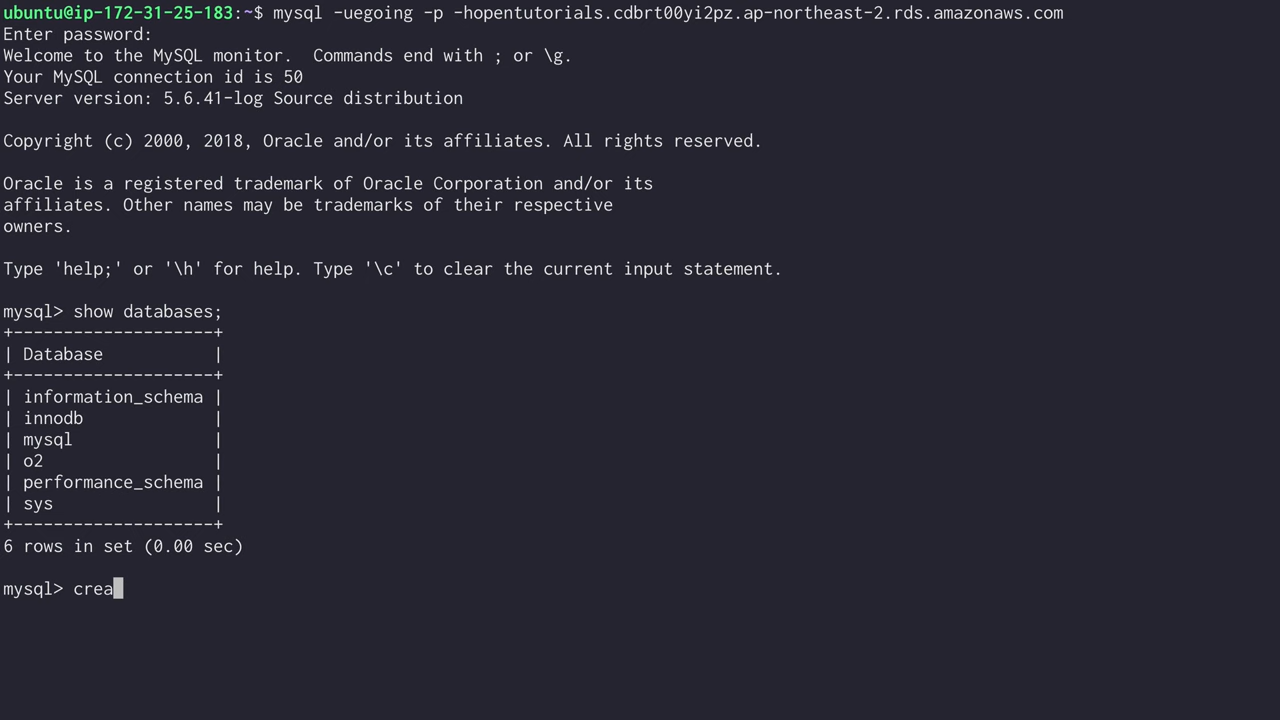 ubuntu@ip-172-31-25-183:~$ mysql -uegoing -p -hopentutorials.cdbrt00yi2pz.ap-northeast-2.rds.amazonaws.com
Enter password:
Welcome to the MySQL monitor.  Commands end with ; or \g.
Your MySQL connection id is 50
Server version: 5.6.41-log Source distribution
Copyright (c) 2000, 2018, Oracle and/or its affiliates. All rights reserved.
Oracle is a registered trademark of Oracle Corporation and/or its
affiliates. Other names may be trademarks of their respective
owners.
Type 'help;' or '\h' for help. Type '\c' to clear the current input statement.
mysql> show databases;
+--------------------+
| Database           |
+--------------------+
| information_schema |
| innodb             |
| mysql              |
| o2                 |
| performance_schema |
| sys                |
+--------------------+
6 rows in set (0.00 sec)
mysql> crea